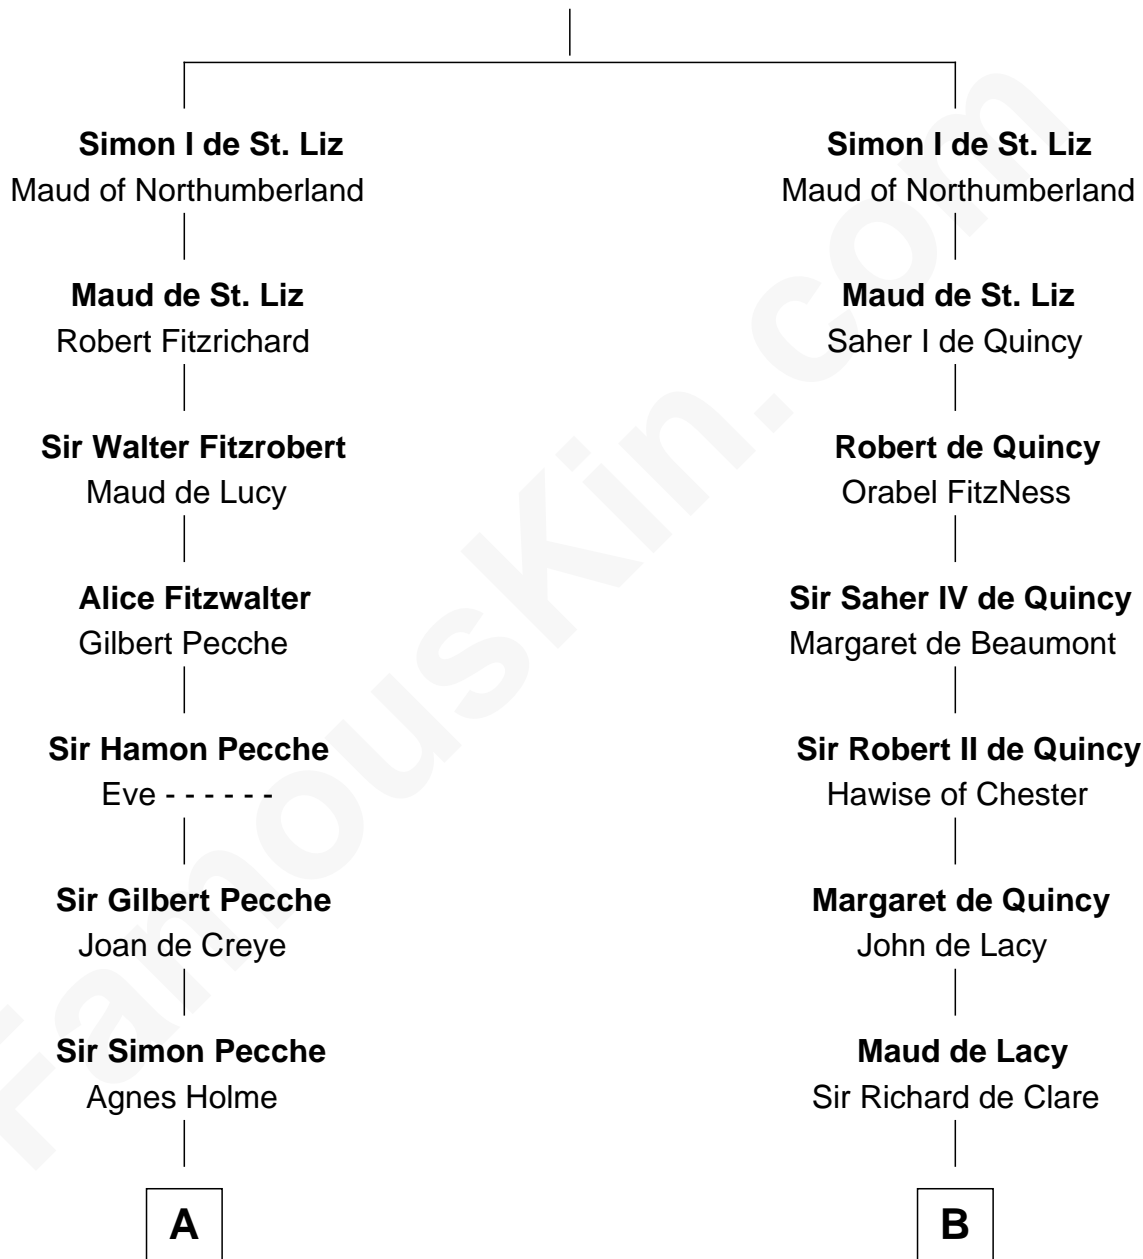 Simon I de St. Liz
Maud of Northumberland
Maud de St. Liz
Robert Fitzrichard
Sir Walter Fitzrobert
Maud de Lucy
Alice Fitzwalter
Gilbert Pecche
Sir Hamon Pecche
Eve - - - - - -
Sir Gilbert Pecche
Joan de Creye
Sir Simon Pecche
Agnes Holme
A
Simon I de St. Liz
Maud of Northumberland
Maud de St. Liz
Saher I de Quincy
Robert de Quincy
Orabel FitzNess
Sir Saher IV de Quincy
Margaret de Beaumont
Sir Robert II de Quincy
Hawise of Chester
Margaret de Quincy
John de Lacy
Maud de Lacy
Sir Richard de Clare
B
FamousKin.com